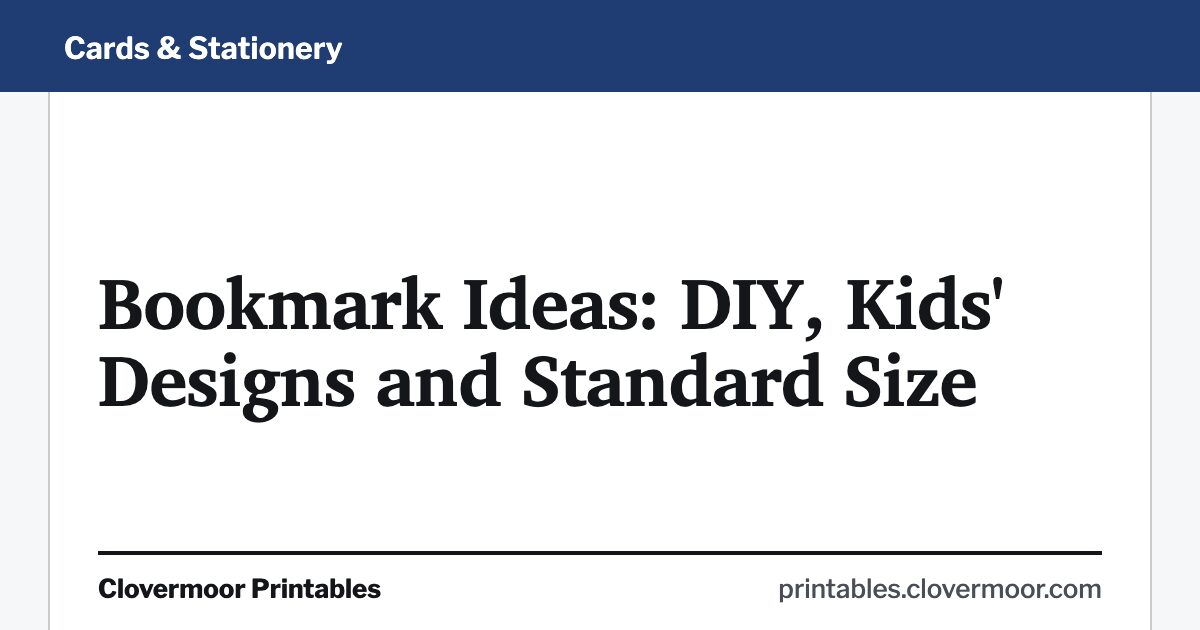 Cards & Stationery
Bookmark Ideas: DIY, Kids'
Designs and Standard Size
Clovermoor Printables
printables.clovermoor.com